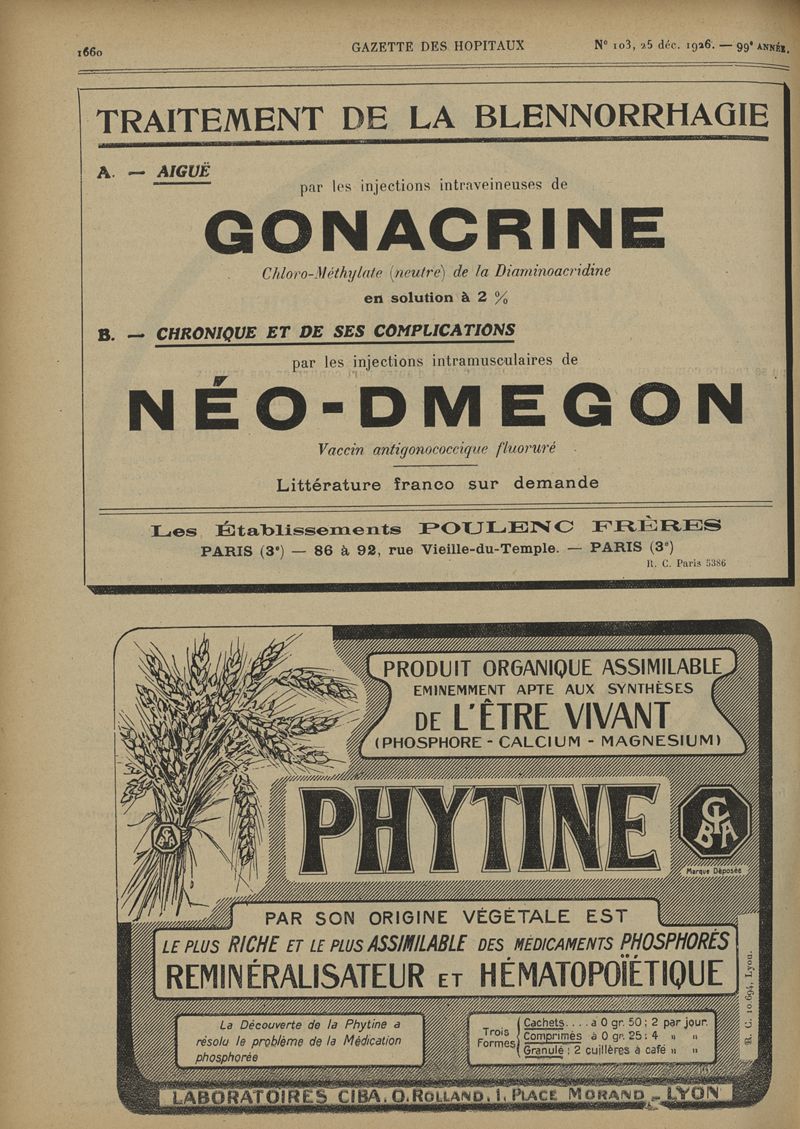 1660
GAZETTE DES HOPITAUX
N° 103, 25 déc. 1926. — 99e ANNÉE.
TRAITEMENT DE LA BLENNORRHAGIE
A. — AIGUË
par les injections intraveineuses de
GONACRINE
Chloro-Méthylate (neutre) de la Diaminoacridine
en solution à 2 %
B. — CHRONIQUE ET DE SES COMPLICATIONS
par les injections intramusculaires de
NÉO-DMEGON
Vaccin antigonococcique fluoruré
Littérature franco sur demande
Les Établissements POULENC FRÈRES
PARIS (3e) — 86 à 92, rue Vieille-du-Temple. — PARIS (3e)
R. C. Paris 5386
PRODUIT ORGANIQUE ASSIMILABLE
EMINEMMENT APTE AUX SYNTHÈSES
DE L'ÊTRE VIVANT
(PHOSPHORE - CALCIUM - MAGNESIUM)
PHYTINE
CIBA
Marque Déposée
PAR SON ORIGINE VÉGÉTALE EST
LE PLUS RICHE ET LE PLUS ASSIMILABLE DES MÉDICAMENTS PHOSPHORÉS
REMINÉRALISATEUR ET HÉMATOPOÏÉTIQUE
La Découverte de la Phytine a
résolu le problème de la Médication
phosphorée
Trois Formes
Cachets.... à 0 gr. 50; 2 par jour.
Comprimés à 0 gr. 25: 4 " "
Granulé: 2 cuillères à café " "
R. C. 10.694, Lyon.
LABORATOIRES CIBA. O. ROLLAND, 1, PLACE MORAND - LYON